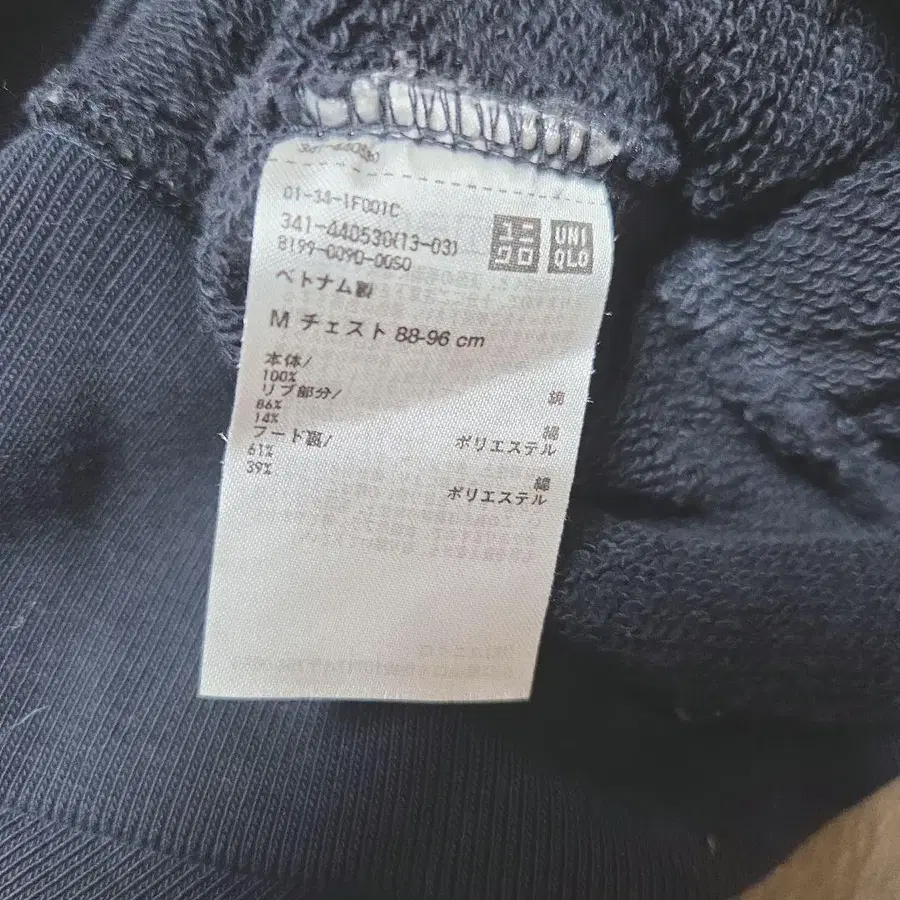 01-34-1F001C
341-440530(13-03)
8199-0090-00S0
ユニ
クロ
UNI
QLO
ベトナム製
M チェスト 88-96 cm
本体/
100% 綿
リブ部分/
86% 綿
14% ポリエステル
フード裏/
61% 綿
39% ポリエステル